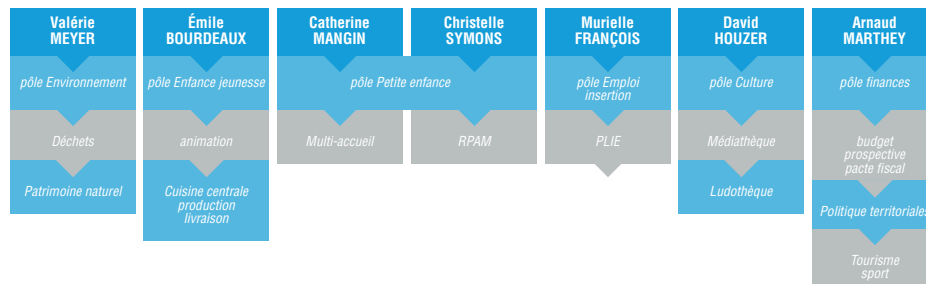 Valérie
MEYER
pôle Environnement
Déchets
Patrimoine naturel
Émile
BOURDEAUX
pôle Enfance jeunesse
animation
Cuisine centrale
production
livraison
Catherine
MANGIN
Christelle
SYMONS
pôle Petite enfance
Multi-accueil
RPAM
Murielle
FRANÇOIS
pôle Emploi
insertion
PLIE
David
HOUZER
pôle Culture
Médiathèque
Ludothèque
Arnaud
MARTHEY
pôle finances
budget
prospective
pacte fiscal
Politique territoriales
Tourisme
sport